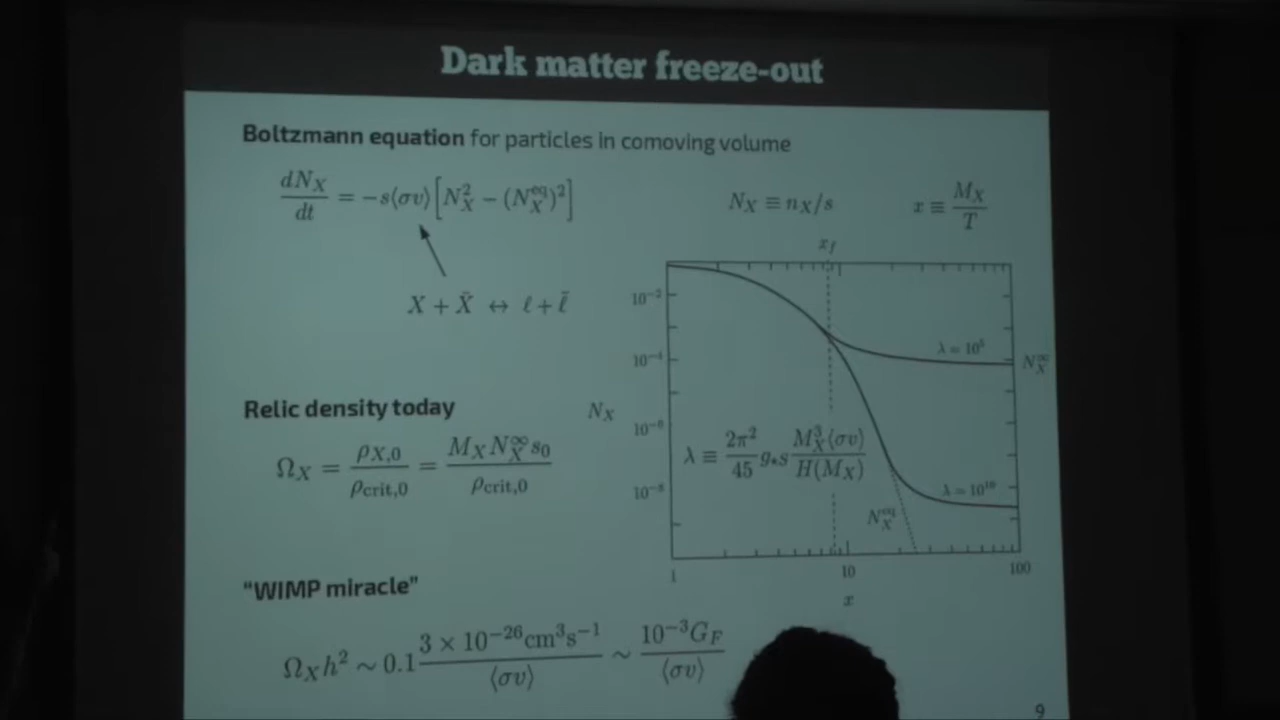 Dark matter freeze-out
Boltzmann equation for particles in comoving volume
dN_X/dt = −s⟨σv⟩[N_X^2 − (N_X^eq)^2]
N_X ≡ n_X/s
x ≡ M_X/T
X + X̄ ↔ ℓ + ℓ̄
x_f
10^−2
10^−4
10^−8
λ = 10^5
N_X^∞
N_X
λ ≡ 2π^2/45 g_*S M_X^3⟨σv⟩/H(M_X)
λ = 10^10
N_X^eq
1
10
100
x
Relic density today
Ω_X = ρ_X,0/ρ_crit,0 = M_X N_X^∞ s_0/ρ_crit,0
"WIMP miracle"
Ω_X h^2 ∼ 0.1 3 × 10^−26 cm^3 s^−1/⟨σv⟩ ∼ 10^−3 G_F/⟨σv⟩
9